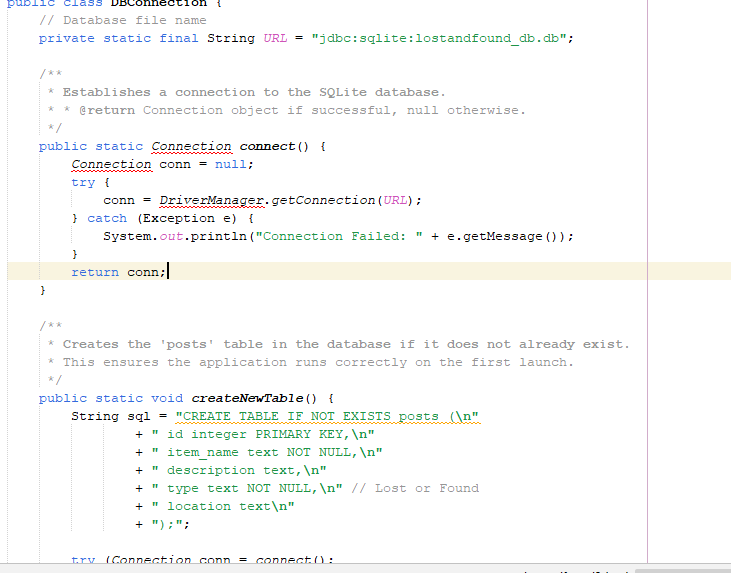 public class DBConnection {
    // Database file name
    private static final String URL = "jdbc:sqlite:lostandfound_db.db";

    /**
     * Establishes a connection to the SQLite database.
     * * @return Connection object if successful, null otherwise.
     */
    public static Connection connect() {
        Connection conn = null;
        try {
            conn = DriverManager.getConnection(URL);
        } catch (Exception e) {
            System.out.println("Connection Failed: " + e.getMessage());
        }
        return conn;
    }

    /**
     * Creates the 'posts' table in the database if it does not already exist.
     * This ensures the application runs correctly on the first launch.
     */
    public static void createNewTable() {
        String sql = "CREATE TABLE IF NOT EXISTS posts (\n"
                + " id integer PRIMARY KEY,\n"
                + " item_name text NOT NULL,\n"
                + " description text,\n"
                + " type text NOT NULL,\n" // Lost or Found
                + " location text\n"
                + ");";

        try (Connection conn = connect();